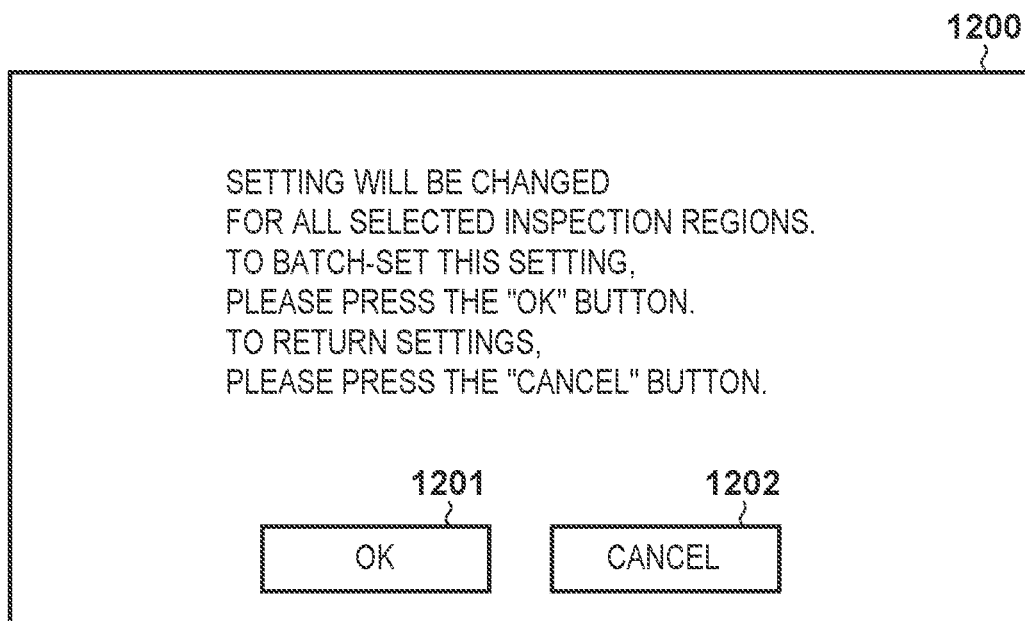 1200
SETTING WILL BE CHANGED
FOR ALL SELECTED INSPECTION REGIONS.
TO BATCH-SET THIS SETTING,
PLEASE PRESS THE "OK" BUTTON.
TO RETURN SETTINGS,
PLEASE PRESS THE "CANCEL" BUTTON.
1201 1202
OK CANCEL